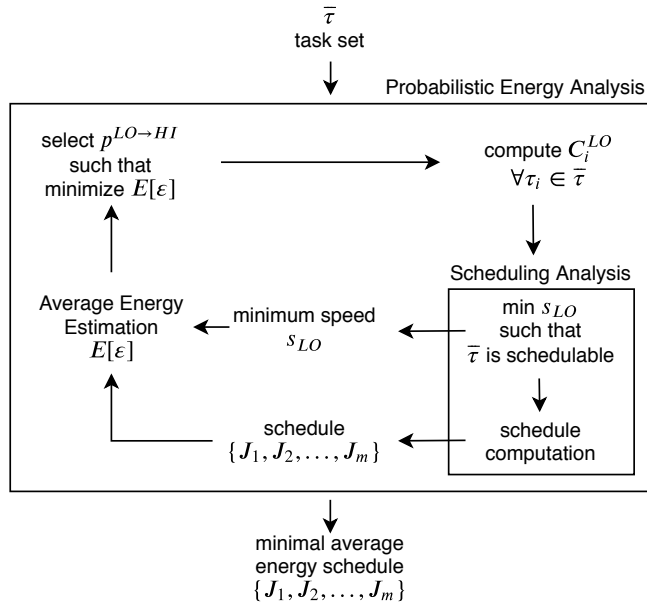 τ̅
task set
Probabilistic Energy Analysis
select p^{LO→HI}
such that
minimize E[ε]
compute C_i^{LO}
∀τ_i ∈ τ̅
Scheduling Analysis
min s_{LO}
such that
τ̅ is schedulable
Average Energy
Estimation
E[ε]
minimum speed
s_{LO}
schedule
{J_1, J_2, …, J_m}
schedule
computation
minimal average
energy schedule
{J_1, J_2, …, J_m}